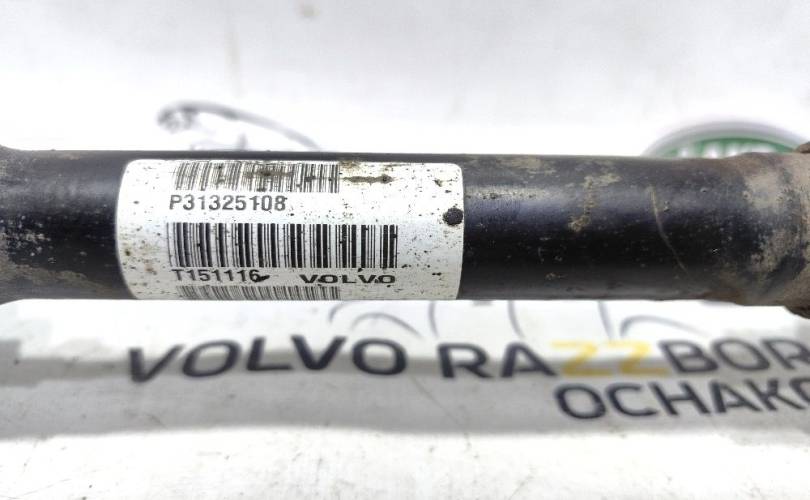 P31325108
T151116 VOLVO
VOLVO RAZZBOR
OCHAKO